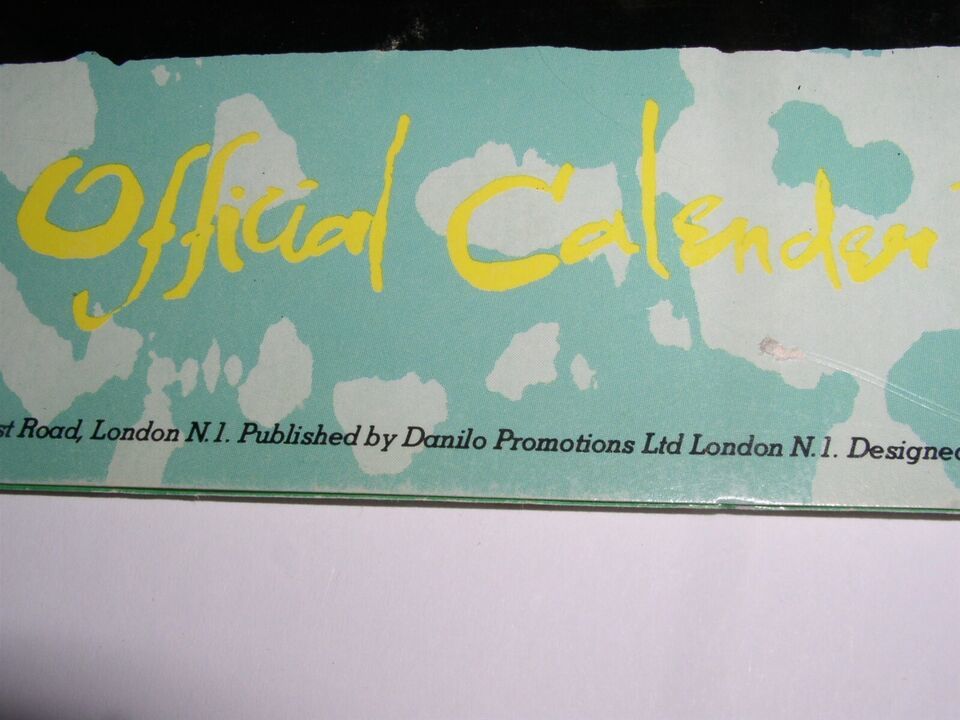 Official Calender
st Road, London N.1. Published by Danilo Promotions Ltd London N.1. Designed